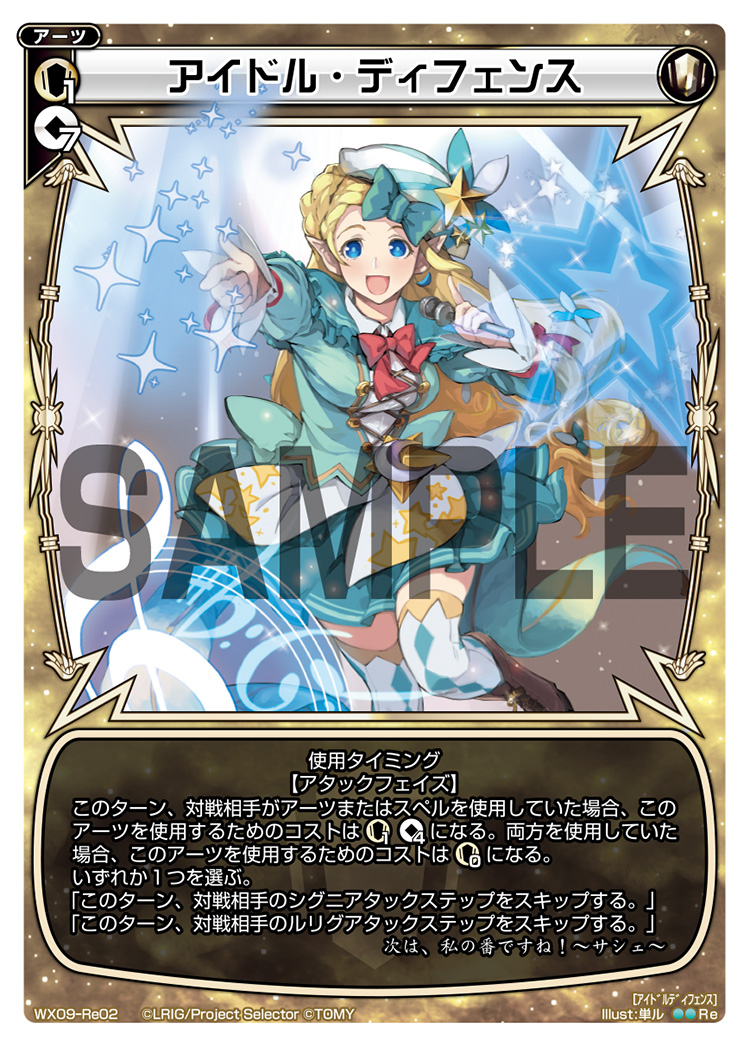 アーツ
アイドル・ディフェンス
1
7
SAMPLE
使用タイミング
【アタックフェイズ】
このターン、対戦相手がアーツまたはスペルを使用していた場合、この
アーツを使用するためのコストは 1 4 になる。両方を使用していた
場合、このアーツを使用するためのコストは 0 になる。
いずれか1つを選ぶ。
「このターン、対戦相手のシグニアタックステップをスキップする。」
「このターン、対戦相手のルリグアタックステップをスキップする。」
次は、私の番ですね!～サシェ～
[アイドルディフェンス]
WX09-Re02 ©LRIG/Project Selector ©TOMY Illust:単ル Re